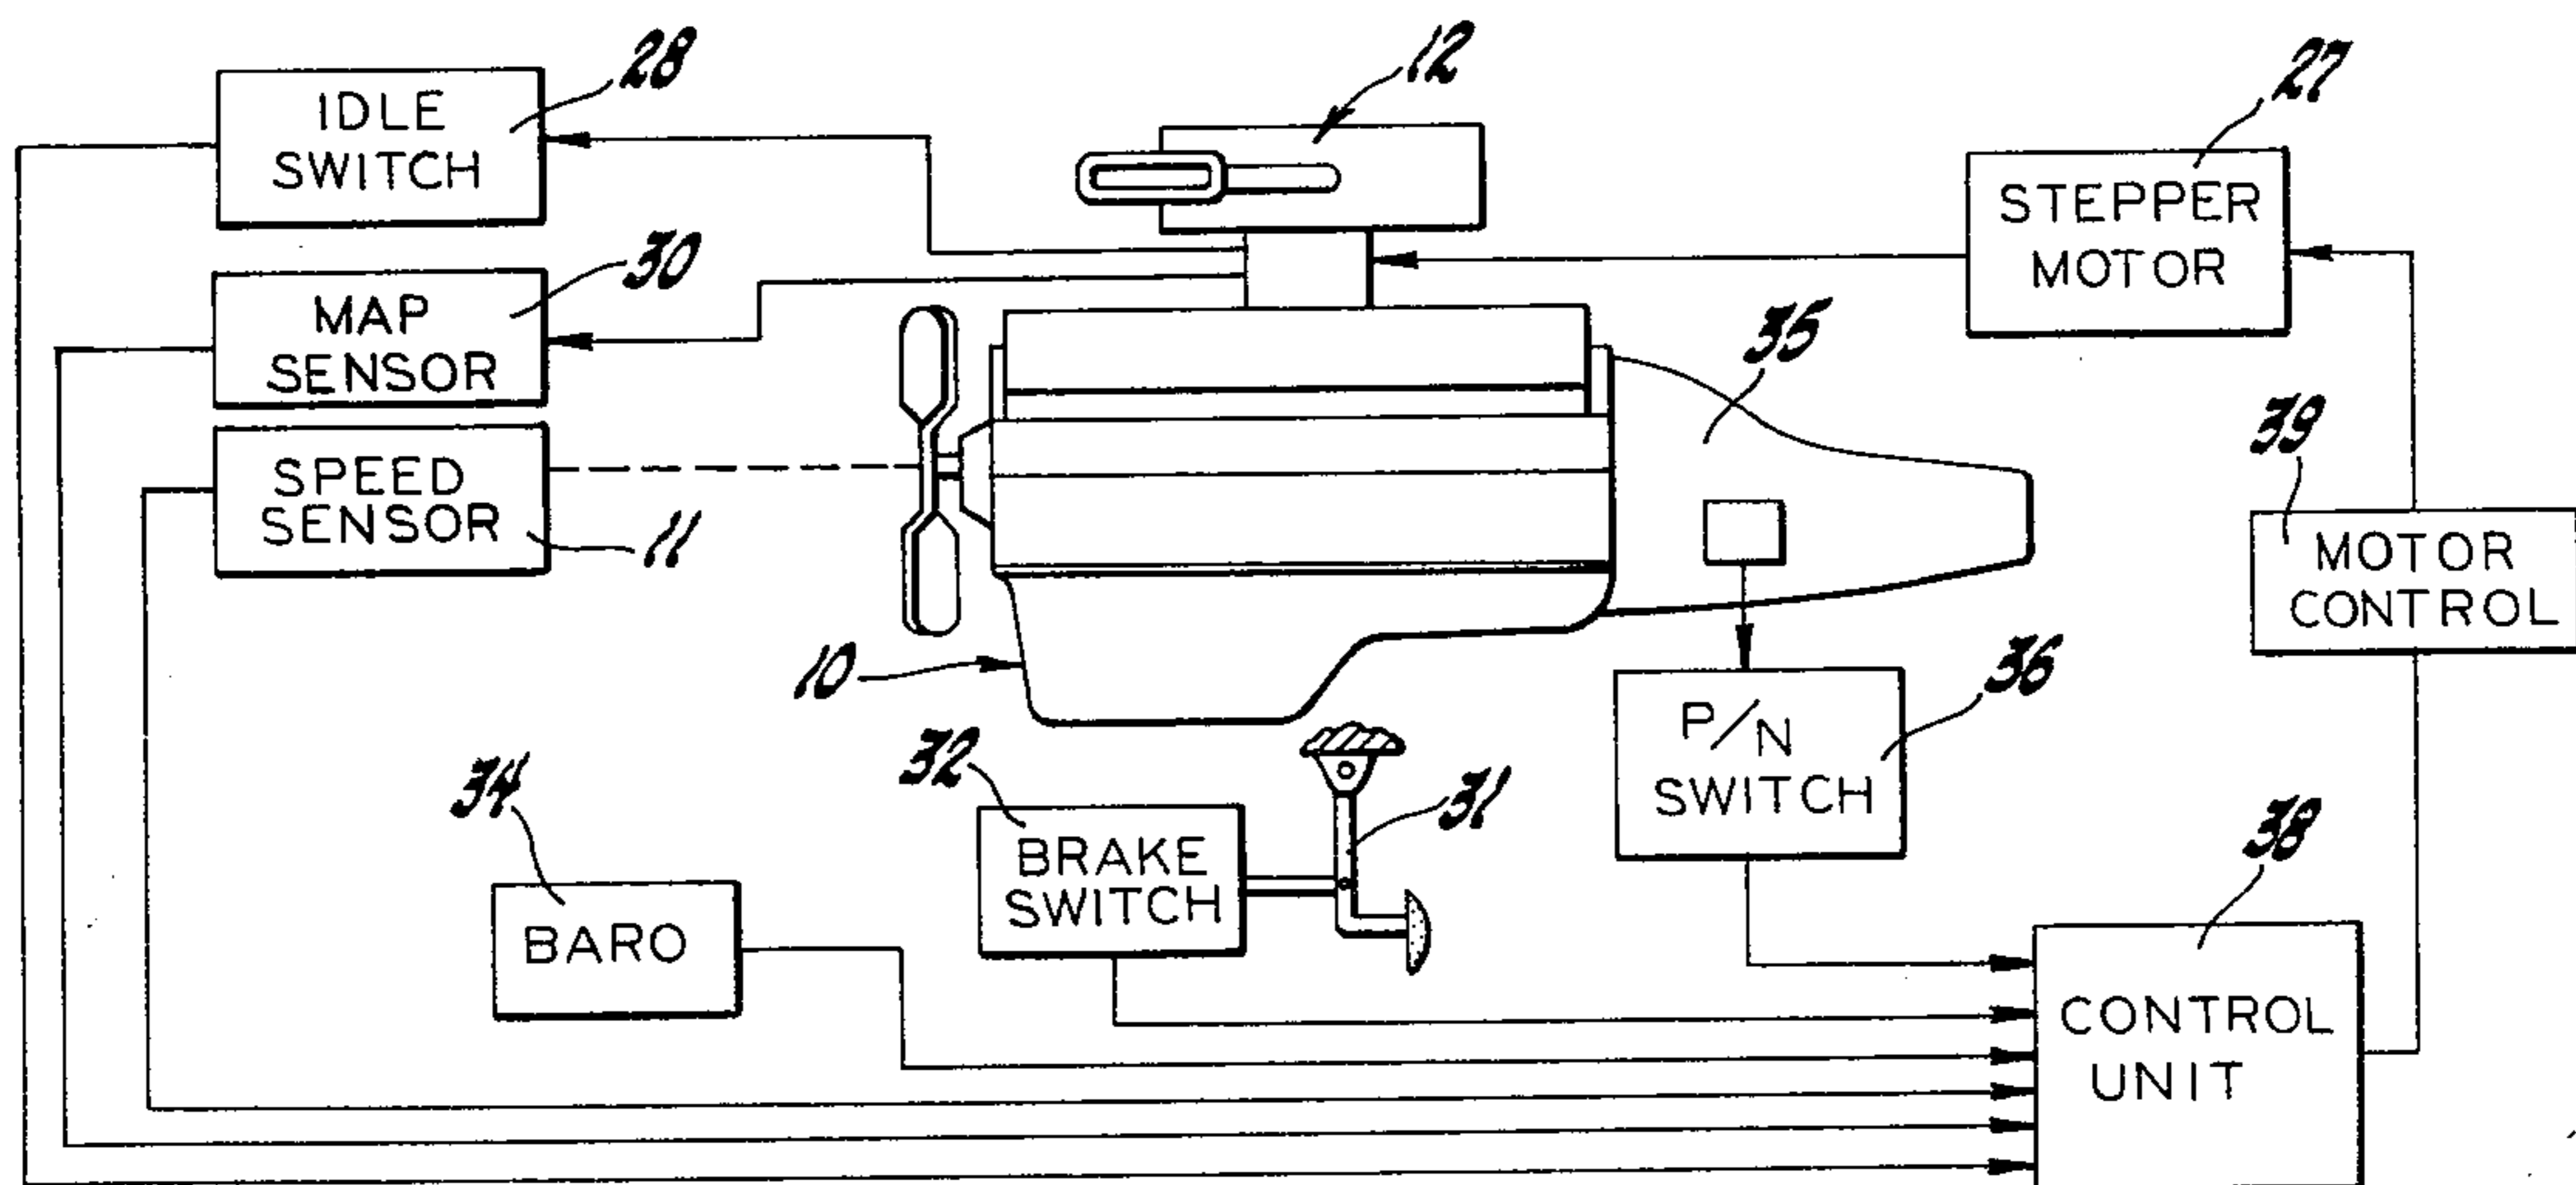 28
IDLE
SWITCH
12
27
STEPPER
MOTOR
30
MAP
SENSOR
35
39
MOTOR
CONTROL
SPEED
SENSOR
11
10
36
P/N
SWITCH
34
BARO
32
BRAKE
SWITCH
31
38
CONTROL
UNIT